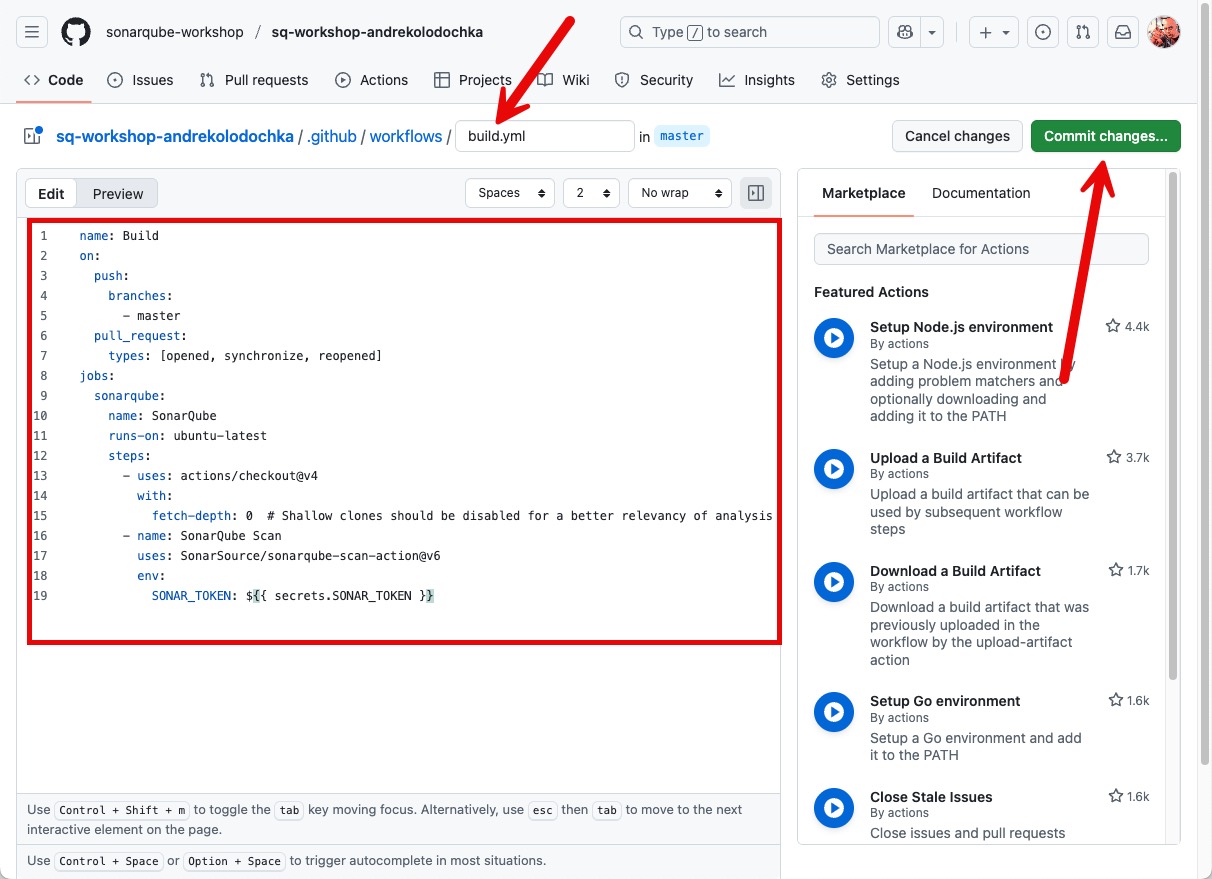 sonarqube-workshop / sq-workshop-andrekolodochka
Type / to search
Code
Issues
Pull requests
Actions
Projects
Wiki
Security
Insights
Settings
sq-workshop-andrekolodochka / .github / workflows / build.yml in master
Cancel changes
Commit changes...
Edit
Preview
Spaces
2
No wrap
1 name: Build
2 on:
3 push:
4 branches:
5 - master
6 pull_request:
7 types: [opened, synchronize, reopened]
8 jobs:
9 sonarqube:
10 name: SonarQube
11 runs-on: ubuntu-latest
12 steps:
13 - uses: actions/checkout@v4
14 with:
15 fetch-depth: 0  # Shallow clones should be disabled for a better relevancy of analysis
16 - name: SonarQube Scan
17 uses: SonarSource/sonarqube-scan-action@v6
18 env:
19 SONAR_TOKEN: ${{ secrets.SONAR_TOKEN }}
Use Control + Shift + m to toggle the tab key moving focus. Alternatively, use esc then tab to move to the next
interactive element on the page.
Use Control + Space or Option + Space to trigger autocomplete in most situations.
Marketplace
Documentation
Search Marketplace for Actions
Featured Actions
Setup Node.js environment
4.4k
By actions
Setup a Node.js environment by
adding problem matchers and
optionally downloading and
adding it to the PATH
Upload a Build Artifact
3.7k
By actions
Upload a build artifact that can be
used by subsequent workflow
steps
Download a Build Artifact
1.7k
By actions
Download a build artifact that was
previously uploaded in the
workflow by the upload-artifact
action
Setup Go environment
1.6k
By actions
Setup a Go environment and add
it to the PATH
Close Stale Issues
1.6k
By actions
Close issues and pull requests